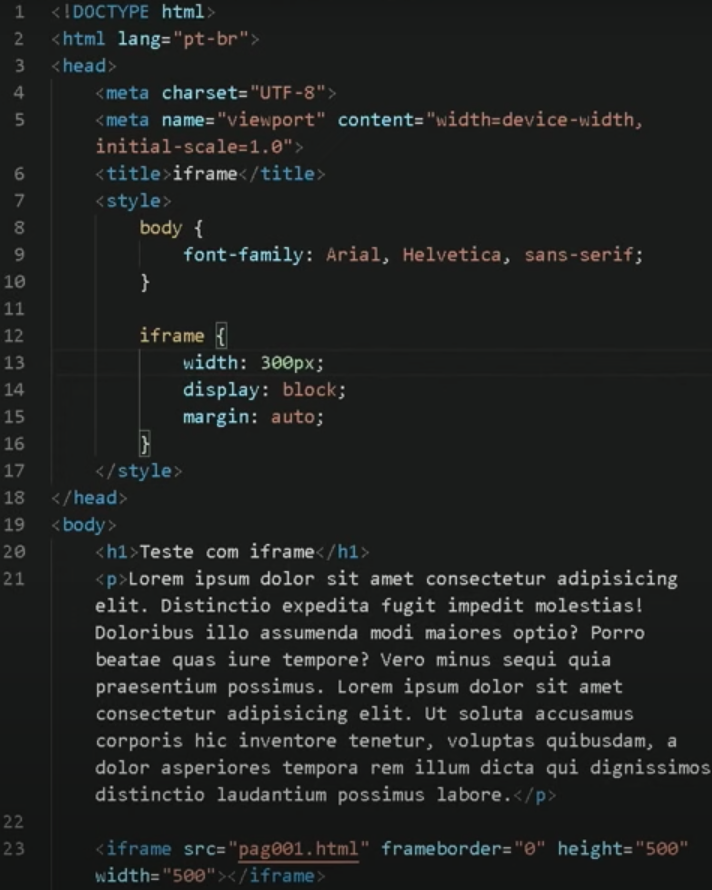 1 <!DOCTYPE html>
2 <html lang="pt-br">
3 <head>
4 <meta charset="UTF-8">
5 <meta name="viewport" content="width=device-width,
initial-scale=1.0">
6 <title>iframe</title>
7 <style>
8 body {
9 font-family: Arial, Helvetica, sans-serif;
10 }
11
12 iframe {
13 width: 300px;
14 display: block;
15 margin: auto;
16 }
17 </style>
18 </head>
19 <body>
20 <h1>Teste com iframe</h1>
21 <p>Lorem ipsum dolor sit amet consectetur adipisicing
elit. Distinctio expedita fugit impedit molestias!
Doloribus illo assumenda modi maiores optio? Porro
beatae quas iure tempore? Vero minus sequi quia
praesentium possimus. Lorem ipsum dolor sit amet
consectetur adipisicing elit. Ut soluta accusamus
corporis hic inventore tenetur, voluptas quibusdam, a
dolor asperiores tempora rem illum dicta qui dignissimos
distinctio laudantium possimus labore.</p>
22
23 <iframe src="pag001.html" frameborder="0" height="500"
width="500"></iframe>